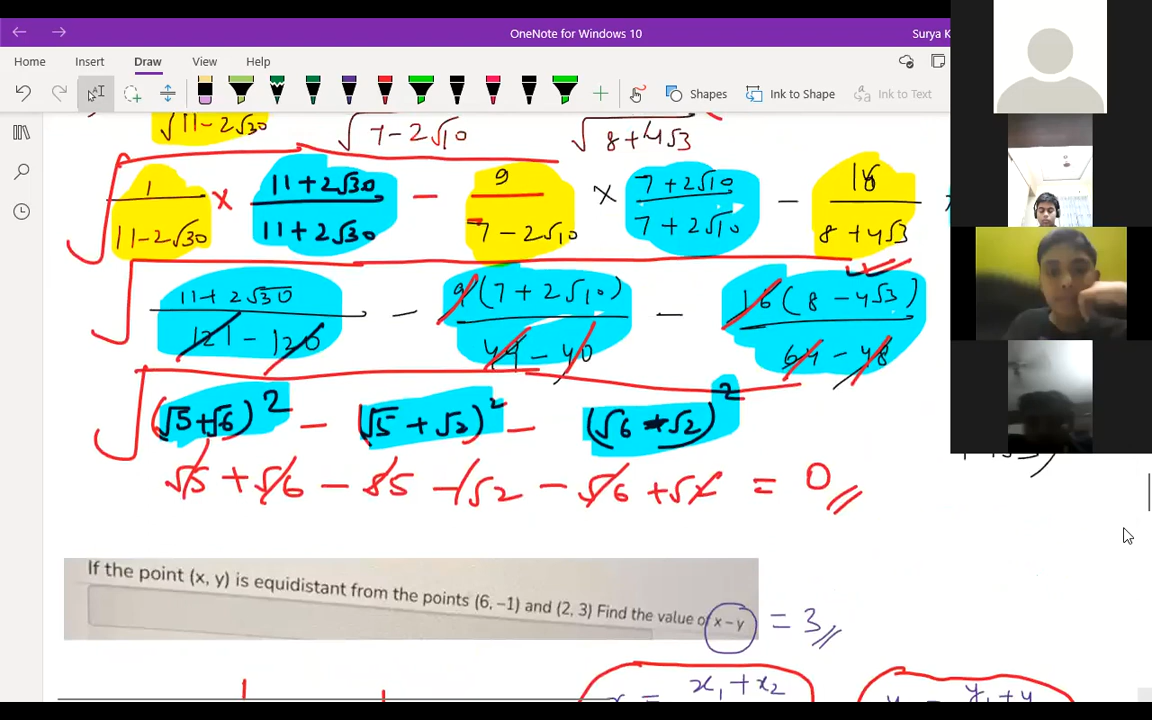 OneNote for Windows 10
Surya K
Home Insert Draw View Help
Shapes Ink to Shape Ink to Text
√11-2√30 √7-2√10 √8+4√3
1/11-2√30 × 11+2√30/11+2√30 - 9/7-2√10 × 7+2√10/7+2√10 - 16/8+4√3
11+2√30/121-120 - 9(7+2√10)/49-40 - 16(8-4√3)/64-48
√(√5+√6)² - (√5+√2)² - (√6-√2)²
√5+√6-√5-√2-√6+√2 = 0
If the point (x, y) is equidistant from the points (6, –1) and (2, 3) Find the value of x – y = 3
x₁+x₂ y₁+y